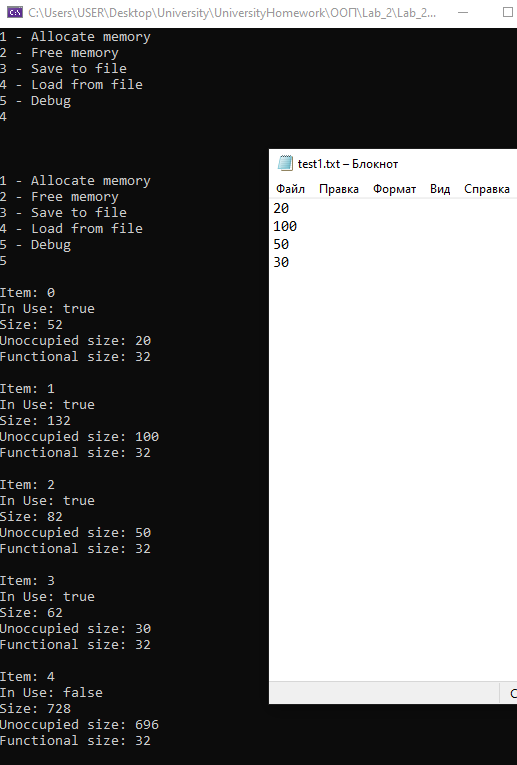 C:\Users\USER\Desktop\University\UniversityHomework\ООП\Lab_2\Lab_2...
1 - Allocate memory
2 - Free memory
3 - Save to file
4 - Load from file
5 - Debug
4
1 - Allocate memory
2 - Free memory
3 - Save to file
4 - Load from file
5 - Debug
5
Item: 0
In Use: true
Size: 52
Unoccupied size: 20
Functional size: 32
Item: 1
In Use: true
Size: 132
Unoccupied size: 100
Functional size: 32
Item: 2
In Use: true
Size: 82
Unoccupied size: 50
Functional size: 32
Item: 3
In Use: true
Size: 62
Unoccupied size: 30
Functional size: 32
Item: 4
In Use: false
Size: 728
Unoccupied size: 696
Functional size: 32
test1.txt – Блокнот
Файл Правка Формат Вид Справка
20
100
50
30